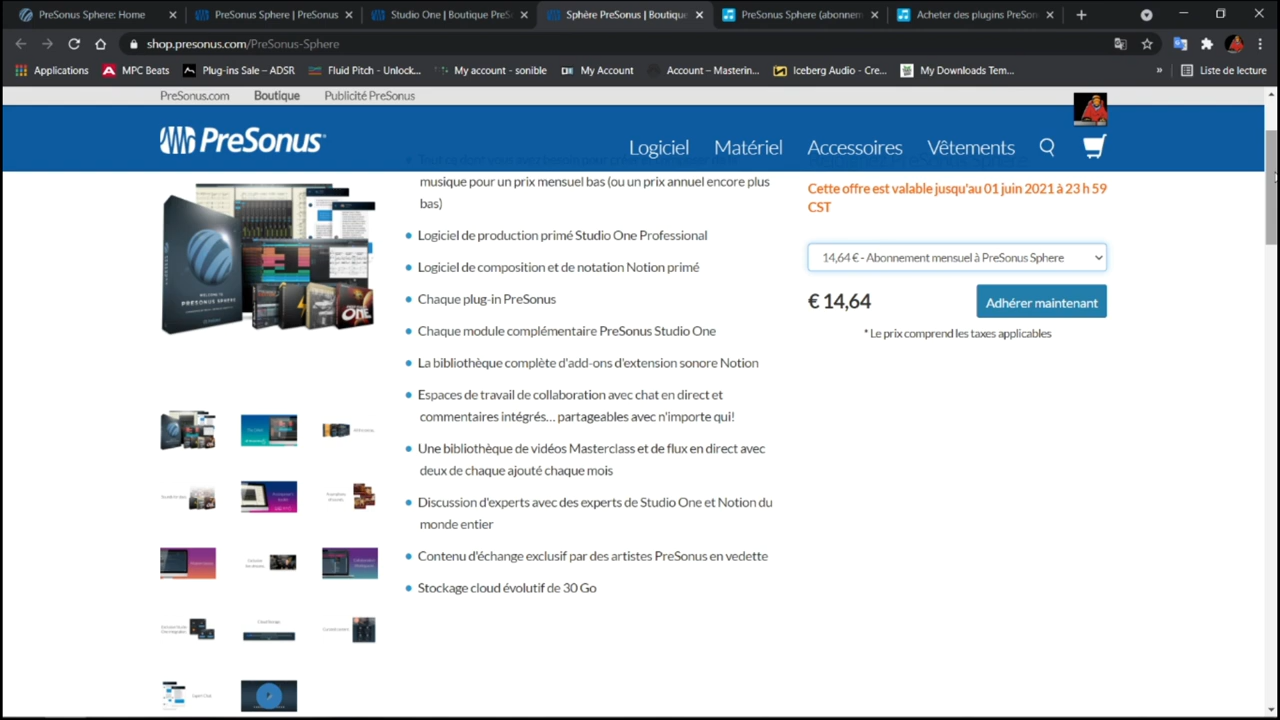 PreSonus Sphere: Home
PreSonus Sphere | PreSonus
Studio One | Boutique PreS
Sphère PreSonus | Boutique
PreSonus Sphere (abonnem
Acheter des plugins PreSon
shop.presonus.com/PreSonus-Sphere
Applications
MPC Beats
Plug-ins Sale – ADSR
Fluid Pitch - Unlock...
My account - sonible
My Account
Account – Masterin...
Iceberg Audio - Cre...
My Downloads Tem...
»
Liste de lecture
PreSonus.com
Boutique
Publicité PreSonus
PreSonus
Logiciel
Matériel
Accessoires
Vêtements
musique pour un prix mensuel bas (ou un prix annuel encore plus
bas)
Logiciel de production primé Studio One Professional
Logiciel de composition et de notation Notion primé
Chaque plug-in PreSonus
Chaque module complémentaire PreSonus Studio One
La bibliothèque complète d'add-ons d'extension sonore Notion
Espaces de travail de collaboration avec chat en direct et
commentaires intégrés... partageables avec n'importe qui!
Une bibliothèque de vidéos Masterclass et de flux en direct avec
deux de chaque ajouté chaque mois
Discussion d'experts avec des experts de Studio One et Notion du
monde entier
Contenu d'échange exclusif par des artistes PreSonus en vedette
Stockage cloud évolutif de 30 Go
Cette offre est valable jusqu'au 01 juin 2021 à 23 h 59
CST
14,64 € - Abonnement mensuel à PreSonus Sphere
€ 14,64
Adhérer maintenant
* Le prix comprend les taxes applicables
WELCOME TO
PRESONUS SPHERE
ONE